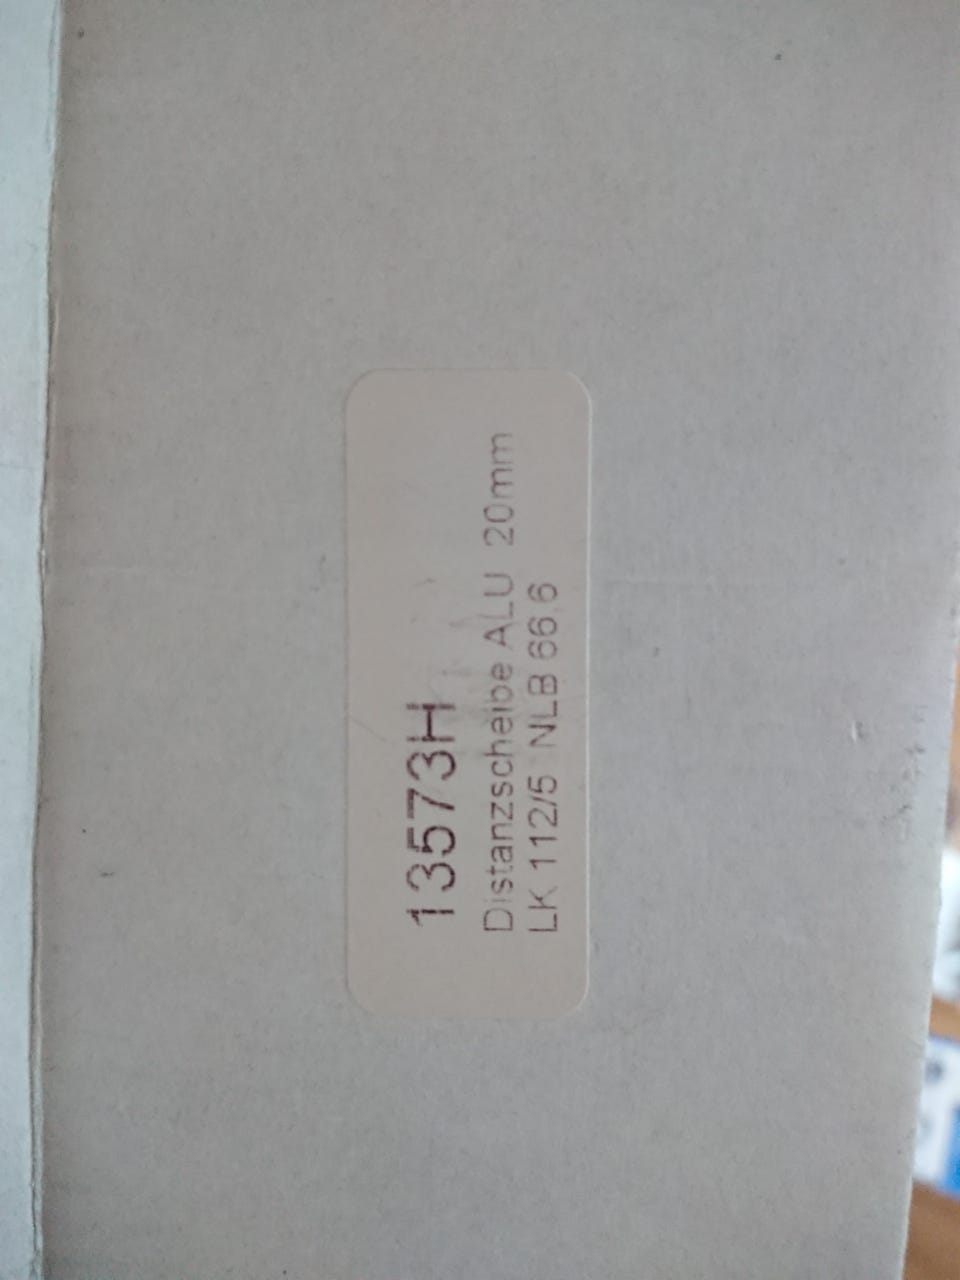 13573H
Distanzscheibe ALU 20mm
LK 112/5 NLB 66,6